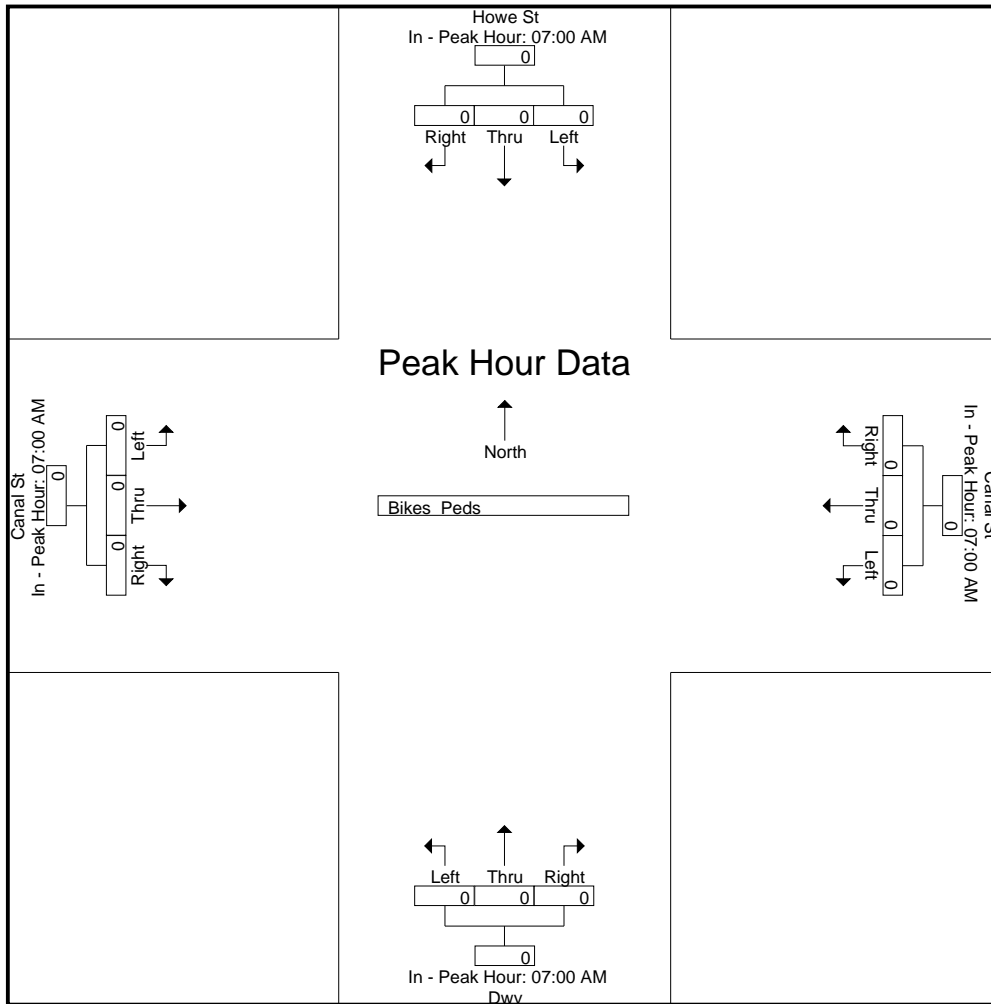 Howe St
In - Peak Hour: 07:00 AM
0
0 0 0
Right Thru Left
Peak Hour Data
North
Bikes Peds
Canal St
In - Peak Hour: 07:00 AM
0
0 0 0
Left Thru Right
Canal St
In - Peak Hour: 07:00 AM
0
0 0 0
Right Thru Left
Left Thru Right
0 0 0
0
In - Peak Hour: 07:00 AM
Dwy